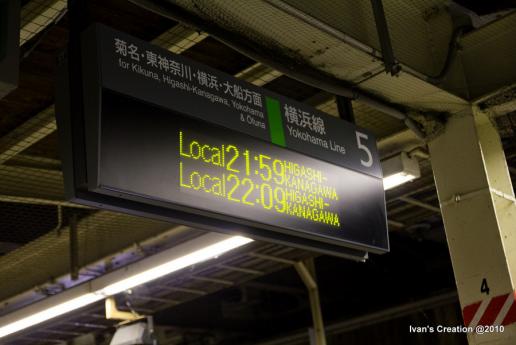 菊名・東神奈川・横浜・大船方面
for Kikuna, Higashi-Kanagawa, Yokohama
& Ofuna
横浜線
Yokohama Line
5
Local 21:59 HIGASHI-KANAGAWA
Local 22:09 HIGASHI-KANAGAWA
4
Ivan's Creation @2010